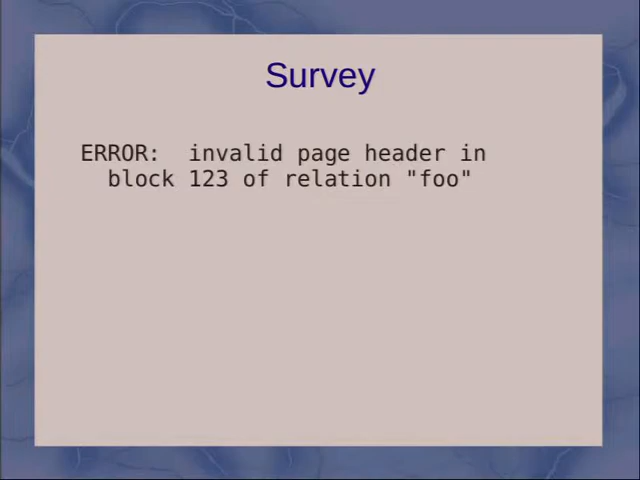 Survey
ERROR:  invalid page header in
block 123 of relation "foo"